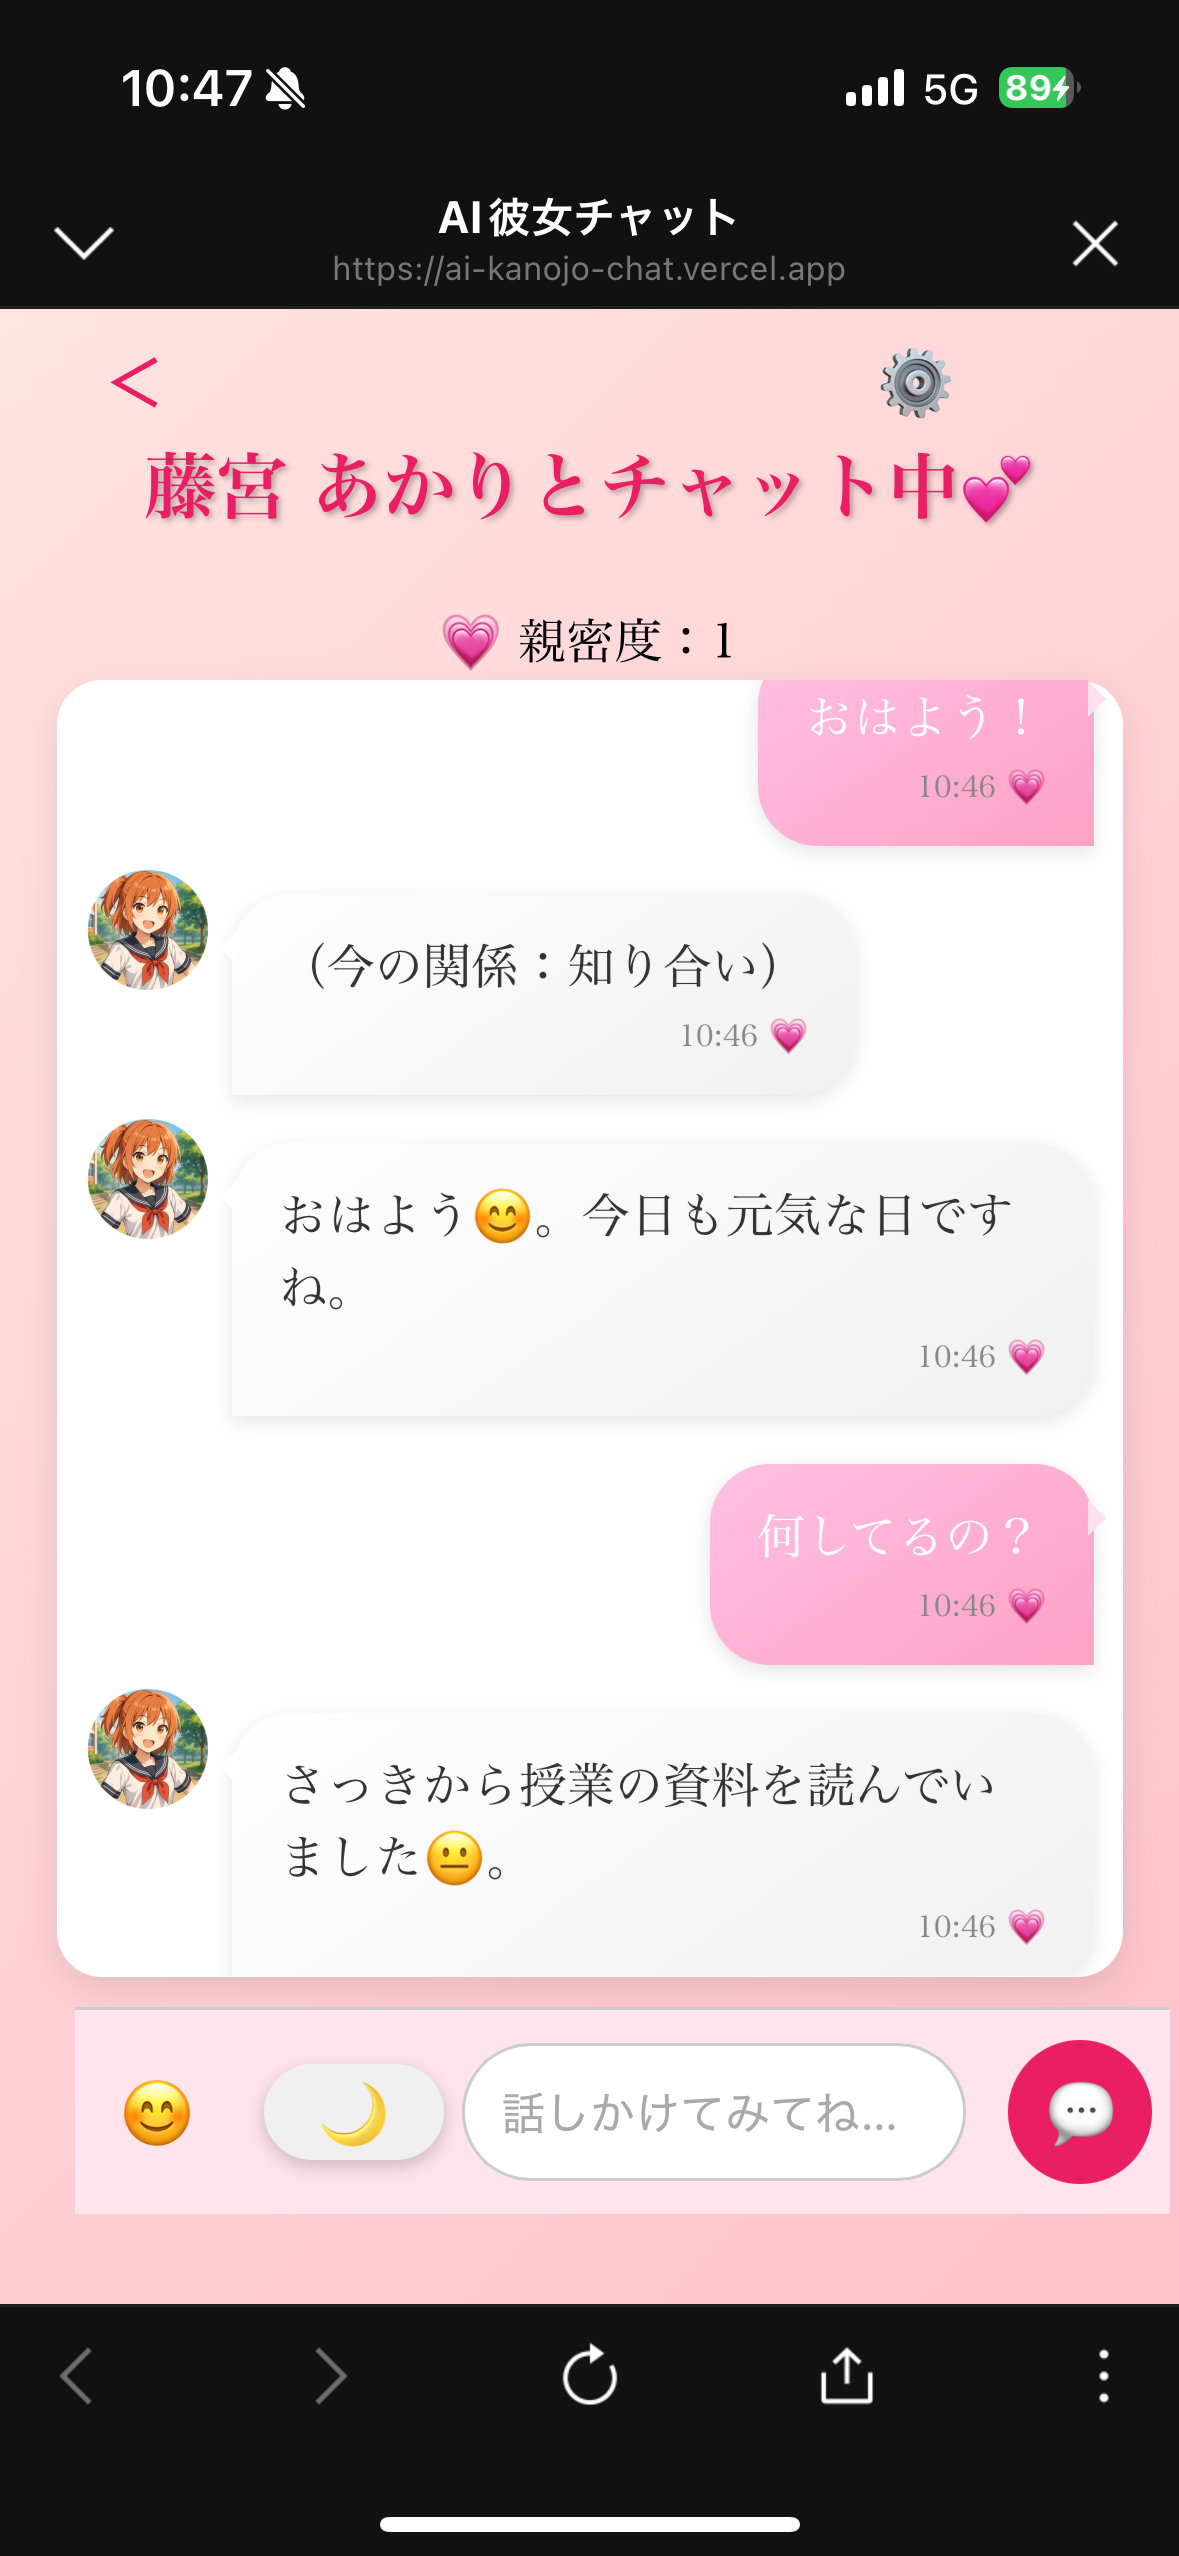 10:47
5G
89
AI彼女チャット
https://ai-kanojo-chat.vercel.app
<
藤宮 あかりとチャット中💕
💗 親密度：1
おはよう！
10:46 💗
（今の関係：知り合い）
10:46 💗
おはよう😊。今日も元気な日です
ね。
10:46 💗
何してるの？
10:46 💗
さっきから授業の資料を読んでい
ました😐。
10:46 💗
話しかけてみてね...